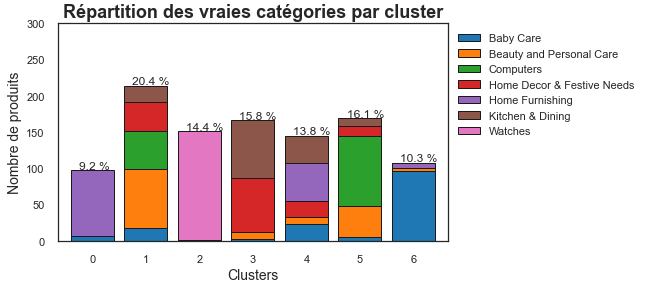 Répartition des vraies catégories par cluster
300
250
200
150
100
50
0
Nombre de produits
9.2 %
20.4 %
14.4 %
15.8 %
13.8 %
16.1 %
10.3 %
0 1 2 3 4 5 6
Clusters
Baby Care
Beauty and Personal Care
Computers
Home Decor & Festive Needs
Home Furnishing
Kitchen & Dining
Watches